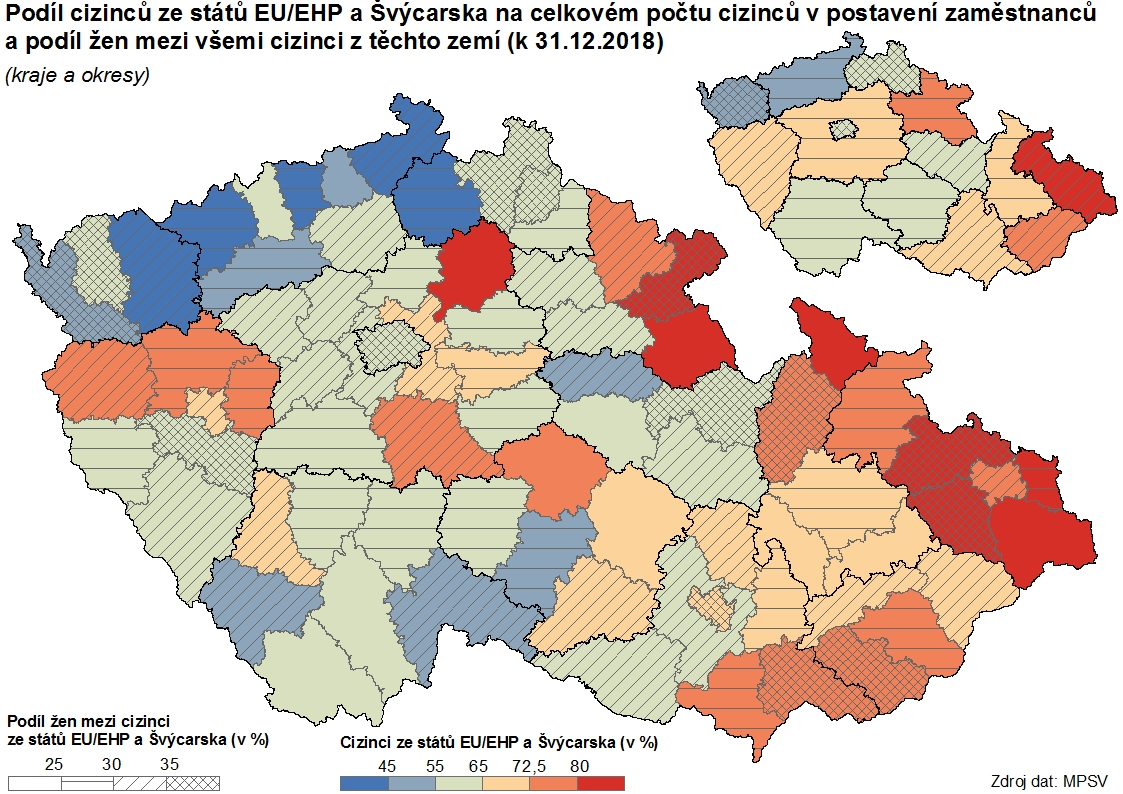 Podíl cizinců ze států EU/EHP a Švýcarska na celkovém počtu cizinců v postavení zaměstnanců
a podíl žen mezi všemi cizinci z těchto zemí (k 31.12.2018)
(kraje a okresy)
Podíl žen mezi cizinci
ze států EU/EHP a Švýcarska (v %)
25 30 35
Cizinci ze států EU/EHP a Švýcarska (v %)
45 55 65 72,5 80
Zdroj dat: MPSV